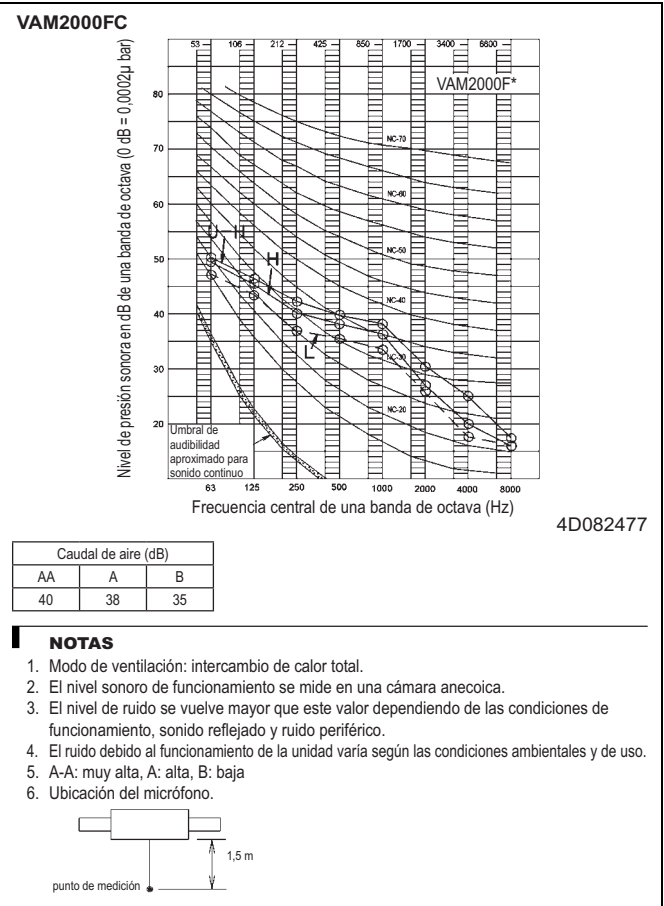 VAM2000FC
Nivel de presión sonora en dB de una banda de octava (0 dB = 0,0002µ bar)
53 106 212 425 850 1700 3400 6800
VAM2000F*
80
70
60
50
40
30
20
NC-70
NC-60
NC-50
NC-40
NC-30
NC-20
U-H
H
L
Umbral de
audibilidad
aproximado para
sonido continuo
63 125 250 500 1000 2000 4000 8000
Frecuencia central de una banda de octava (Hz)
4D082477
Caudal de aire (dB)
AA A B
40 38 35
NOTAS
1. Modo de ventilación: intercambio de calor total.
2. El nivel sonoro de funcionamiento se mide en una cámara anecoica.
3. El nivel de ruido se vuelve mayor que este valor dependiendo de las condiciones de
funcionamiento, sonido reflejado y ruido periférico.
4. El ruido debido al funcionamiento de la unidad varía según las condiciones ambientales y de uso.
5. A-A: muy alta, A: alta, B: baja
6. Ubicación del micrófono.
1,5 m
punto de medición